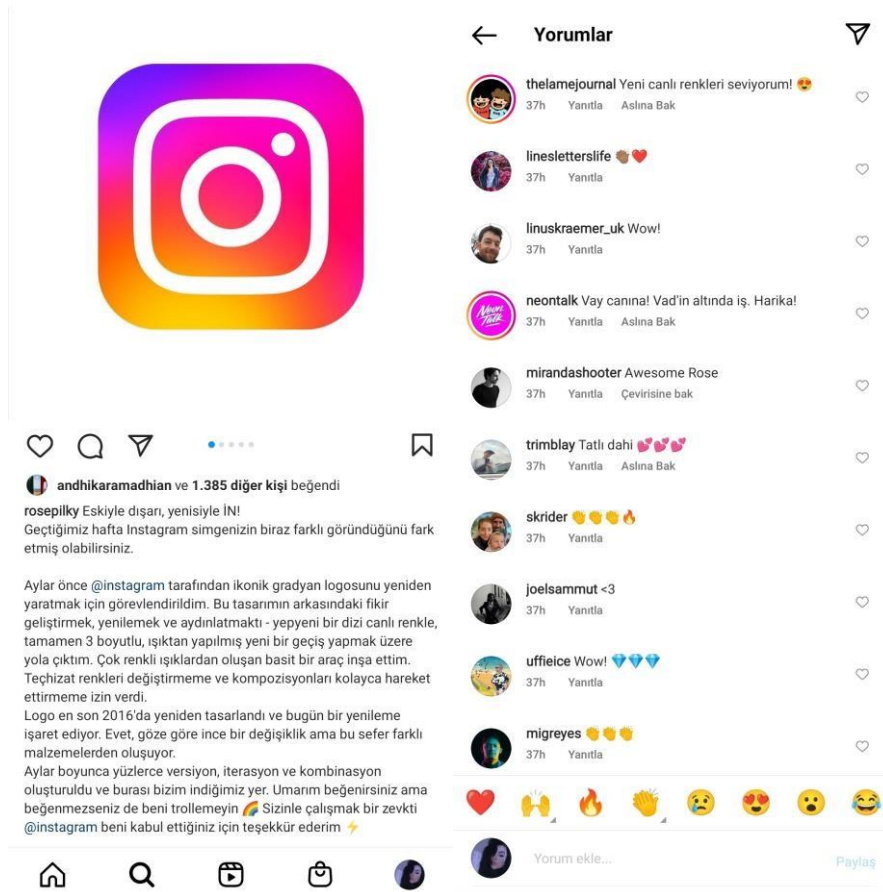 andhikaramadhian ve 1.385 diğer kişi beğendi
rosepilky Eskiyle dışarı, yenisiyle İN!
Geçtiğimiz hafta Instagram simgenizin biraz farklı göründüğünü fark
etmiş olabilirsiniz.
Aylar önce @instagram tarafından ikonik gradyan logosunu yeniden
yaratmak için görevlendirildim. Bu tasarımın arkasındaki fikir
geliştirmek, yenilemek ve aydınlatmaktı - yepyeni bir dizi canlı renkle,
tamamen 3 boyutlu, ışıktan yapılmış yeni bir geçiş yapmak üzere
yola çıktım. Çok renkli ışıklardan oluşan basit bir araç inşa ettim.
Teçhizat renkleri değiştirmeme ve kompozisyonları kolayca hareket
ettirmeme izin verdi.
Logo en son 2016'da yeniden tasarlandı ve bugün bir yenileme
işaret ediyor. Evet, göze göre ince bir değişiklik ama bu sefer farklı
malzemelerden oluşuyor.
Aylar boyunca yüzlerce versiyon, iterasyon ve kombinasyon
oluşturuldu ve burası bizim indiğimiz yer. Umarım beğenirsiniz ama
beğenmezseniz de beni trollemeyin 🌈 Sizinle çalışmak bir zevkti
@instagram beni kabul ettiğiniz için teşekkür ederim ⚡
Yorumlar
thelamejournal Yeni canlı renkleri seviyorum! 😍
37h Yanıtla Aslına Bak
linesletterslife 👏🏽❤️
37h Yanıtla
linuskraemer_uk Wow!
37h Yanıtla
Neon Talk
neontalk Vay canına! Vad'in altında iş. Harika!
37h Yanıtla Aslına Bak
mirandashooter Awesome Rose
37h Yanıtla Çevirisine bak
trimblay Tatlı dahi 💕💕💕
37h Yanıtla Aslına Bak
skrider 👏👏👏🔥
37h Yanıtla
joelsammut <3
37h Yanıtla
uffieice Wow! 💎💎💎
37h Yanıtla
migreyes 👏👏👏
37h Yanıtla
Yorum ekle... Paylaş